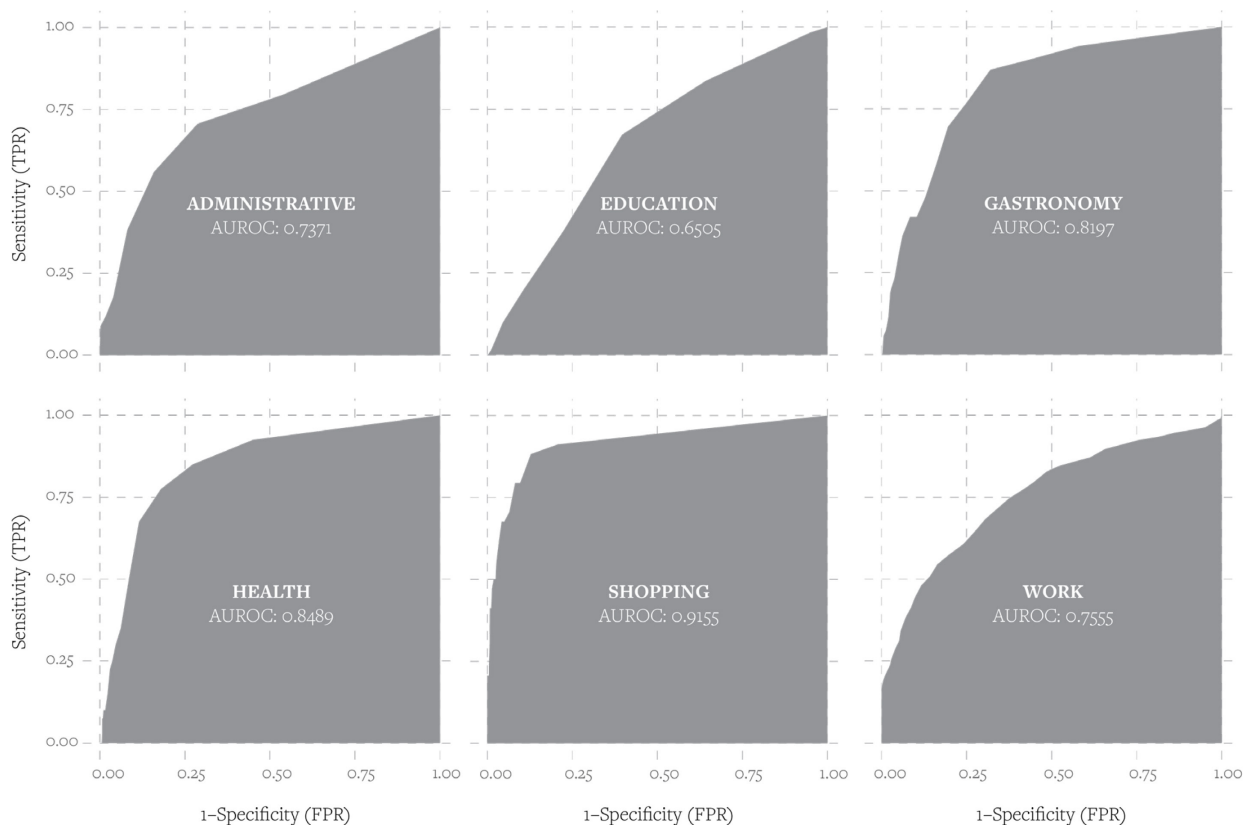 1.00
0.75
0.50
0.25
0.00
Sensitivity (TPR)
ADMINISTRATIVE
AUROC: 0.7371
EDUCATION
AUROC: 0.6505
GASTRONOMY
AUROC: 0.8197
1.00
0.75
0.50
0.25
0.00
Sensitivity (TPR)
HEALTH
AUROC: 0.8489
SHOPPING
AUROC: 0.9155
WORK
AUROC: 0.7555
0.00 0.25 0.50 0.75 1.00
0.00 0.25 0.50 0.75 1.00
0.00 0.25 0.50 0.75 1.00
1–Specificity (FPR)
1–Specificity (FPR)
1–Specificity (FPR)